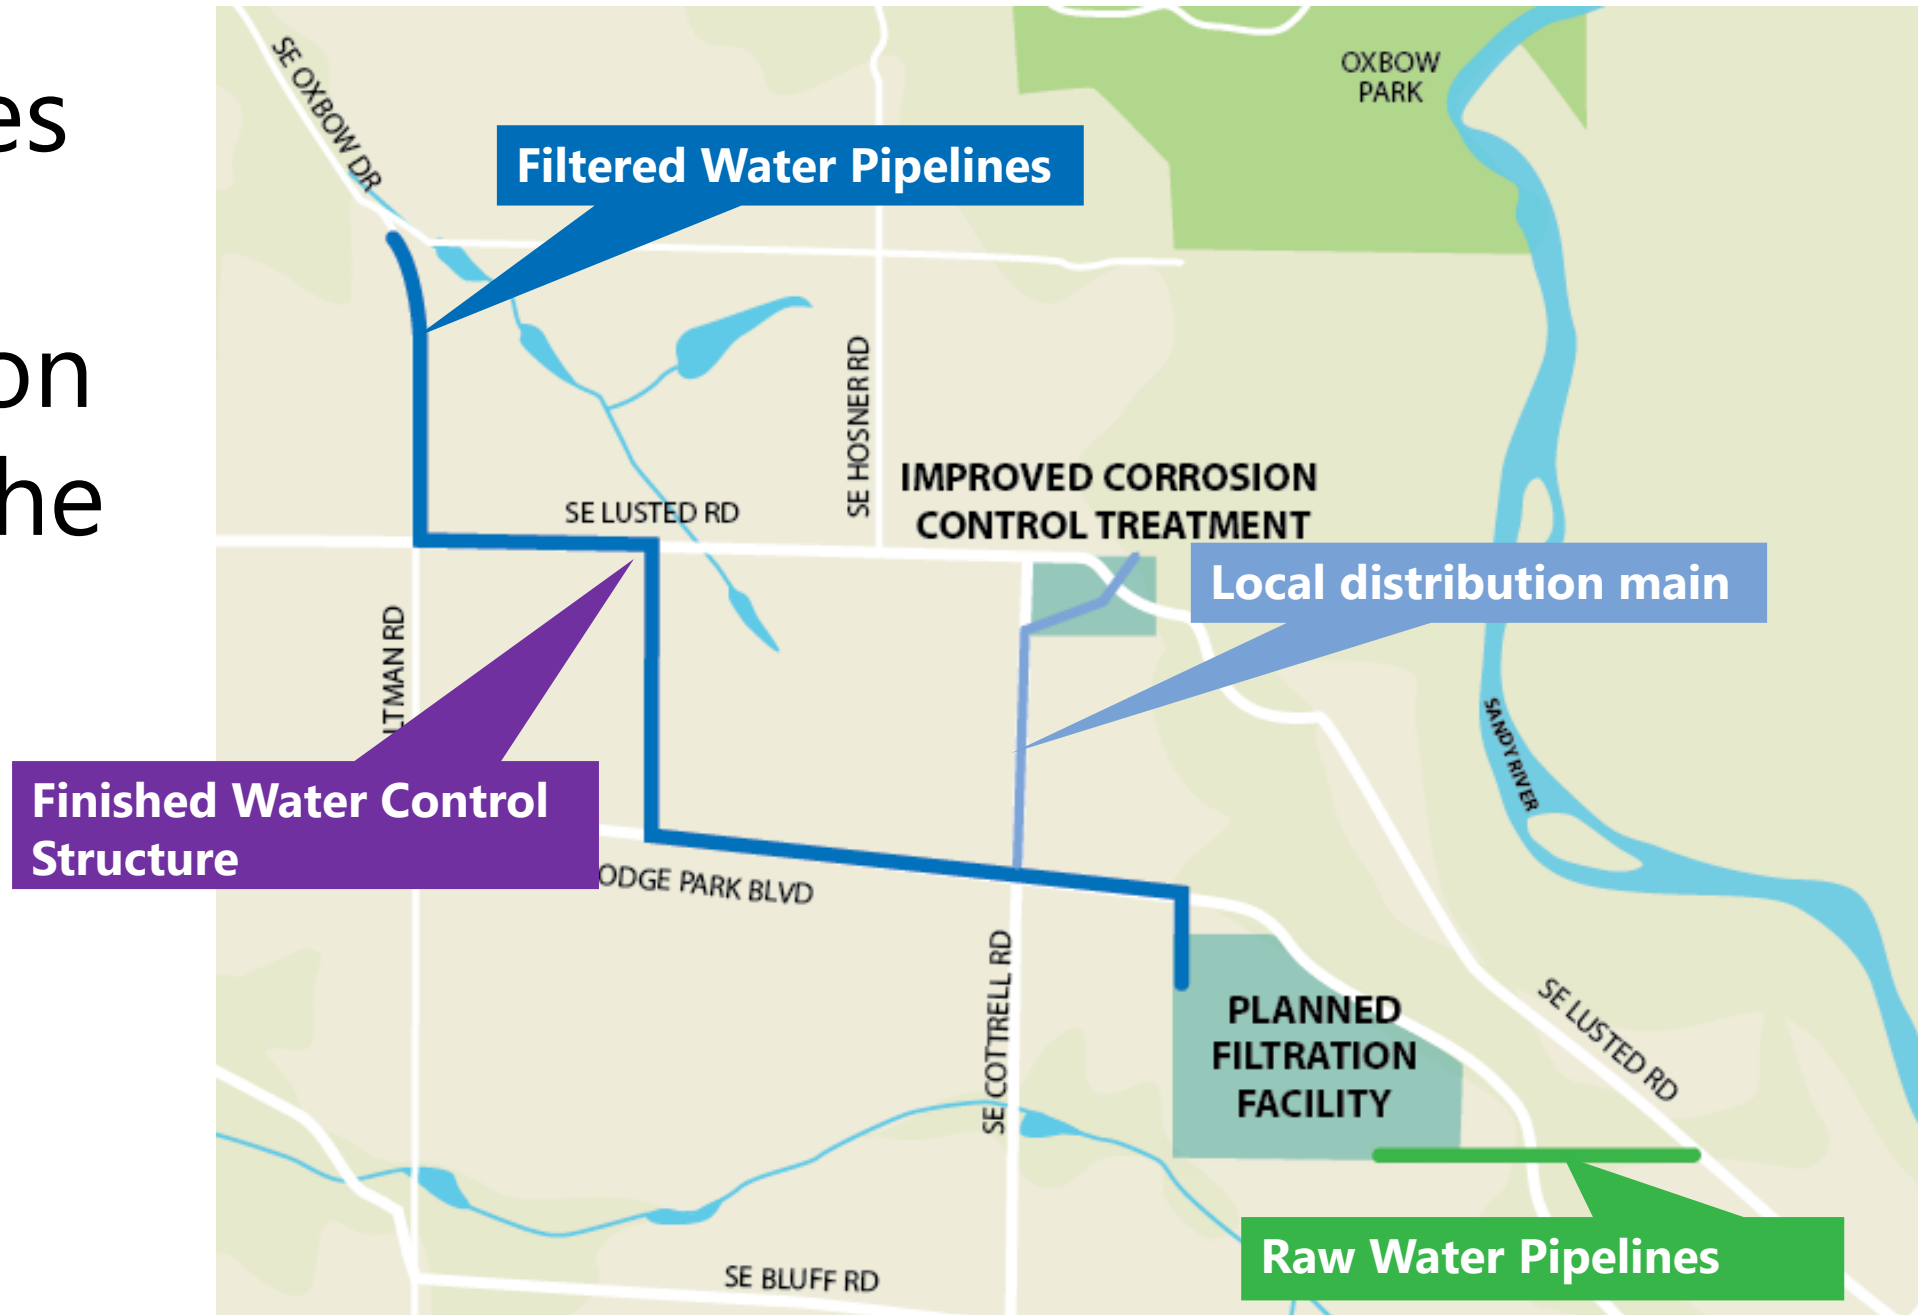 es
on
he
SE OXBOW DR
OXBOW
PARK
Filtered Water Pipelines
SE HOSNER RD
SE LUSTED RD
IMPROVED CORROSION
CONTROL TREATMENT
Local distribution main
LTMAN RD
SANDY RIVER
Finished Water Control
Structure
ODGE PARK BLVD
SE COTTRELL RD
PLANNED
FILTRATION
FACILITY
SE LUSTED RD
Raw Water Pipelines
SE BLUFF RD